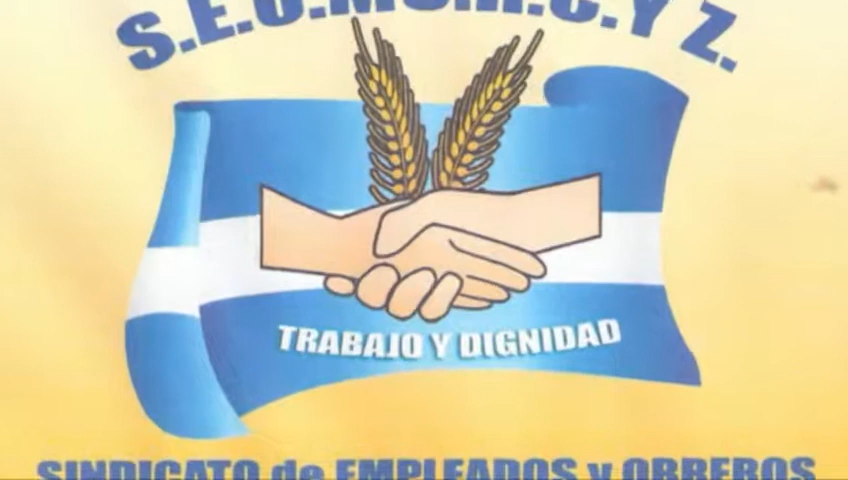 TRABAJO Y DIGNIDAD
SINDICATO de EMPLEADOS y OBREROS